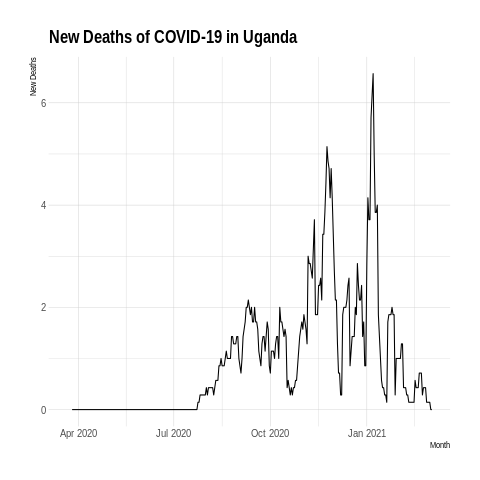 New Deaths of COVID-19 in Uganda
New Deaths
6
4
2
0
Apr 2020 Jul 2020 Oct 2020 Jan 2021
Month